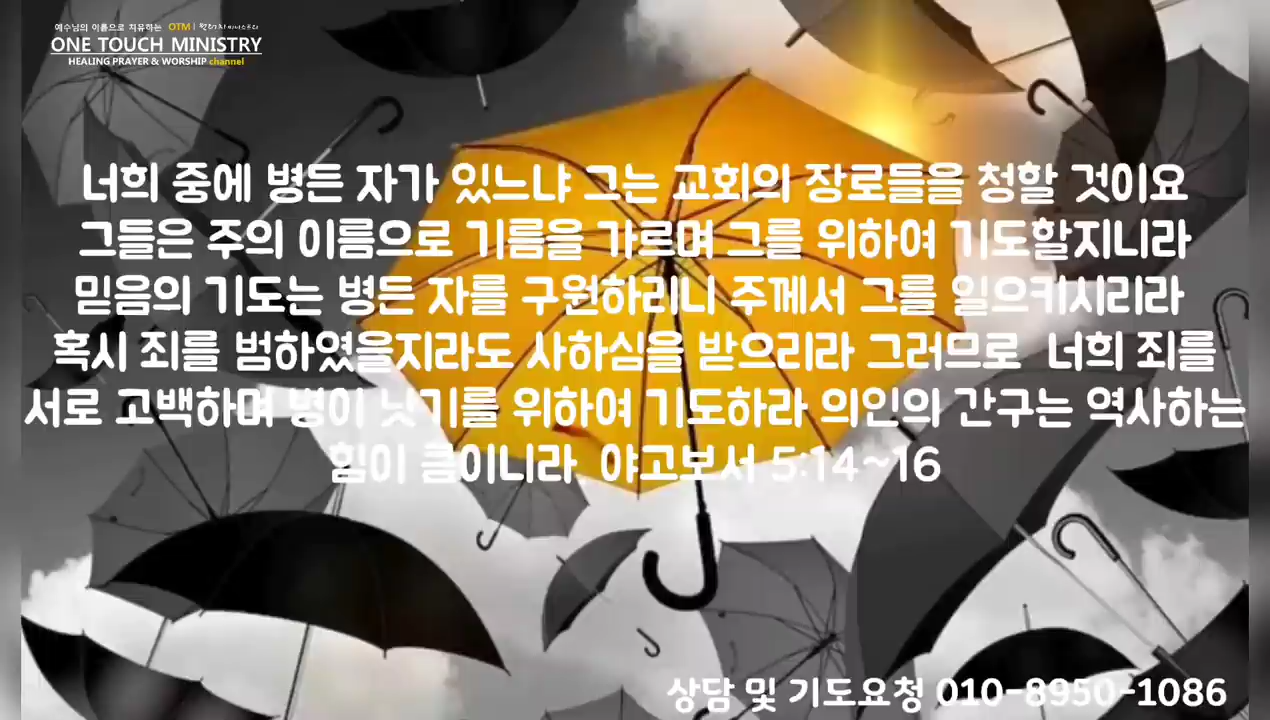 예수님의 이름으로 치유하는 OTM | 원터치 미니스트리
ONE TOUCH MINISTRY
HEALING PRAYER & WORSHIP channel
너희 중에 병든 자가 있느냐 그는 교회의 장로들을 청할 것이요
그들은 주의 이름으로 기름을 가르며 그를 위하여 기도할지니라
믿음의 기도는 병든 자를 구원하리니 주께서 그를 일으키시리라
혹시 죄를 범하였을지라도 사하심을 받으리라 그러므로 너희 죄를
서로 고백하며 병이 낫기를 위하여 기도하라 의인의 간구는 역사하는
힘이 큼이니라. 야고보서 5:14~16
상담 및 기도요청 010-8950-1086